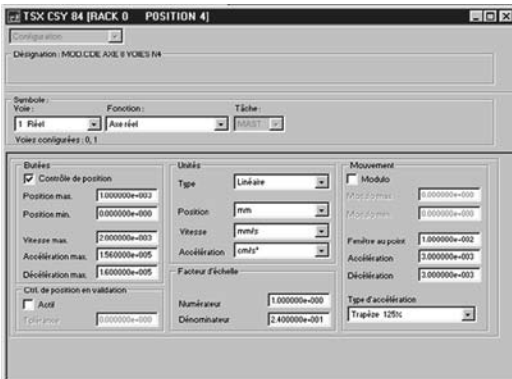 TSX CSY 84 [RACK 0 POSITION 4]
Configuration
Désignation : MOD.CDE AXE 8 VOIES N4
Symbole :
Voie : Fonction : Tâche :
1 Réel Axe réel MAST
Voies configurées : 0, 1
Butées
Contrôle de position
Position max. 1.000000e+003
Position min. 0.000000e+000
Vitesse max. 2.000000e+003
Accélération max. 1.560000e+005
Décélération max. 1.600000e+005
Ctrl. de position en validation
Actif
Tolérance 0.000000e+000
Unités
Type Linéaire
Position mm
Vitesse mm/s
Accélération cm/s²
Facteur d'échelle
Numérateur 1.000000e+000
Dénominateur 2.400000e+001
Mouvement
Modulo
Modulo max. 0.000000e+000
Modulo min. 0.000000e+000
Fenêtre au point 1.000000e+002
Accélération 3.000000e+003
Décélération 3.000000e+003
Type d'accélération
Trapèze 125%